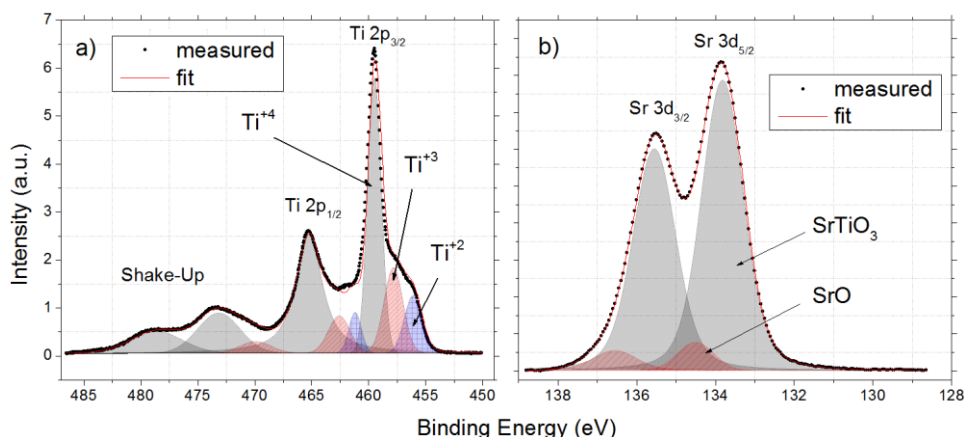 a)
measured
fit
Ti 2p3/2
Ti+4
Ti+3
Ti 2p1/2
Ti+2
Shake-Up
7
6
5
4
3
2
1
0
485 480 475 470 465 460 455 450
Intensity (a.u.)
b)
Sr 3d5/2
measured
fit
Sr 3d3/2
SrTiO3
SrO
138 136 134 132 130 128
Binding Energy (eV)